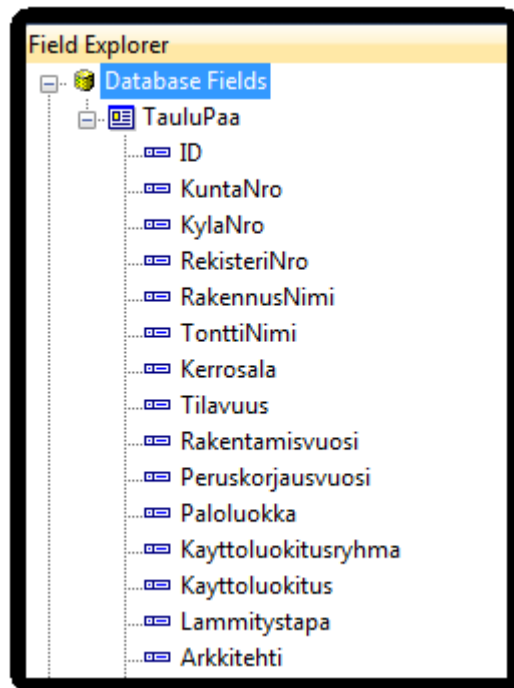 Field Explorer
Database Fields
TauluPaa
ID
KuntaNro
KylaNro
RekisteriNro
RakennusNimi
TonttiNimi
Kerrosala
Tilavuus
Rakentamisvuosi
Peruskorjausvuosi
Paloluokka
Kayttoluokitusryhma
Kayttoluokitus
Lammitystapa
Arkkitehti